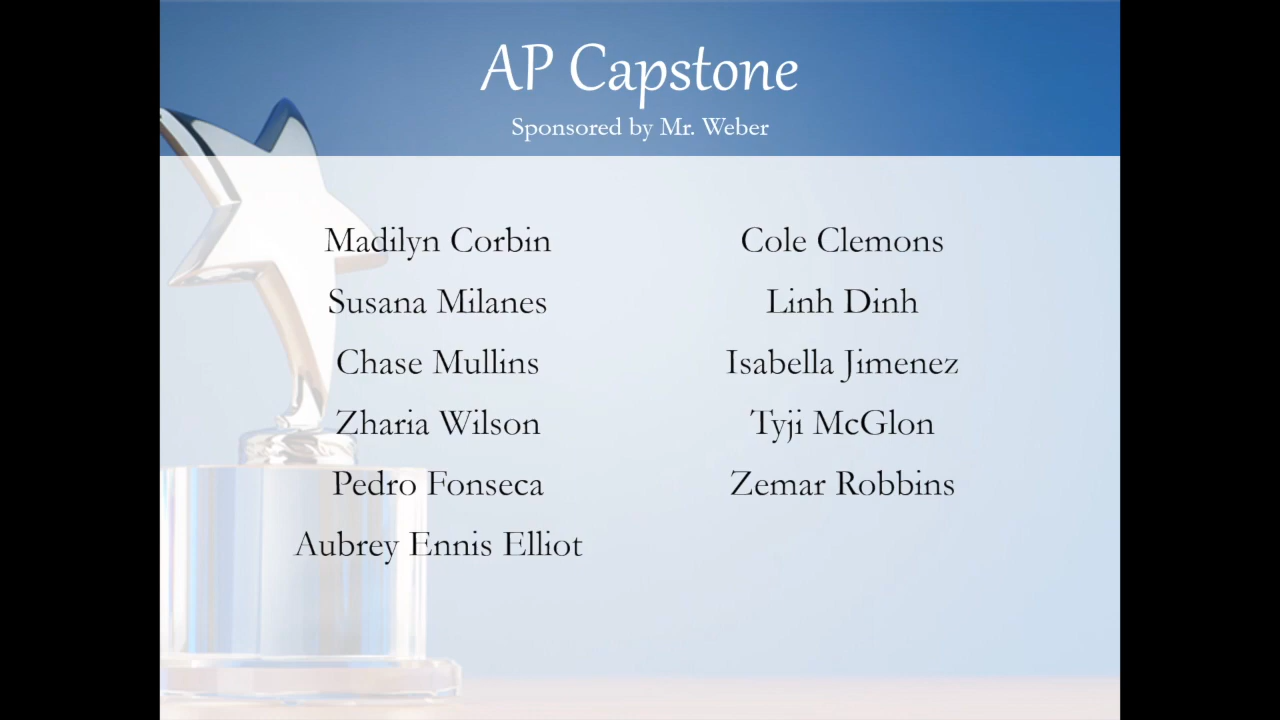 AP Capstone
Sponsored by Mr. Weber
Madilyn Corbin
Susana Milanes
Chase Mullins
Zharia Wilson
Pedro Fonseca
Aubrey Ennis Elliot
Cole Clemons
Linh Dinh
Isabella Jimenez
Tyji McGlon
Zemar Robbins